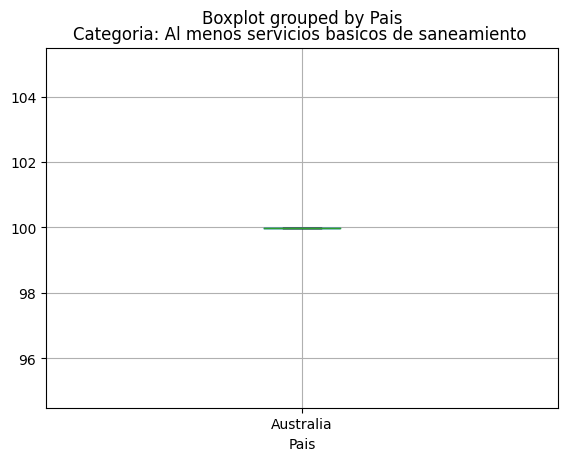 Boxplot grouped by Pais
Categoria: Al menos servicios basicos de saneamiento
104
102
100
98
96
Australia
Pais